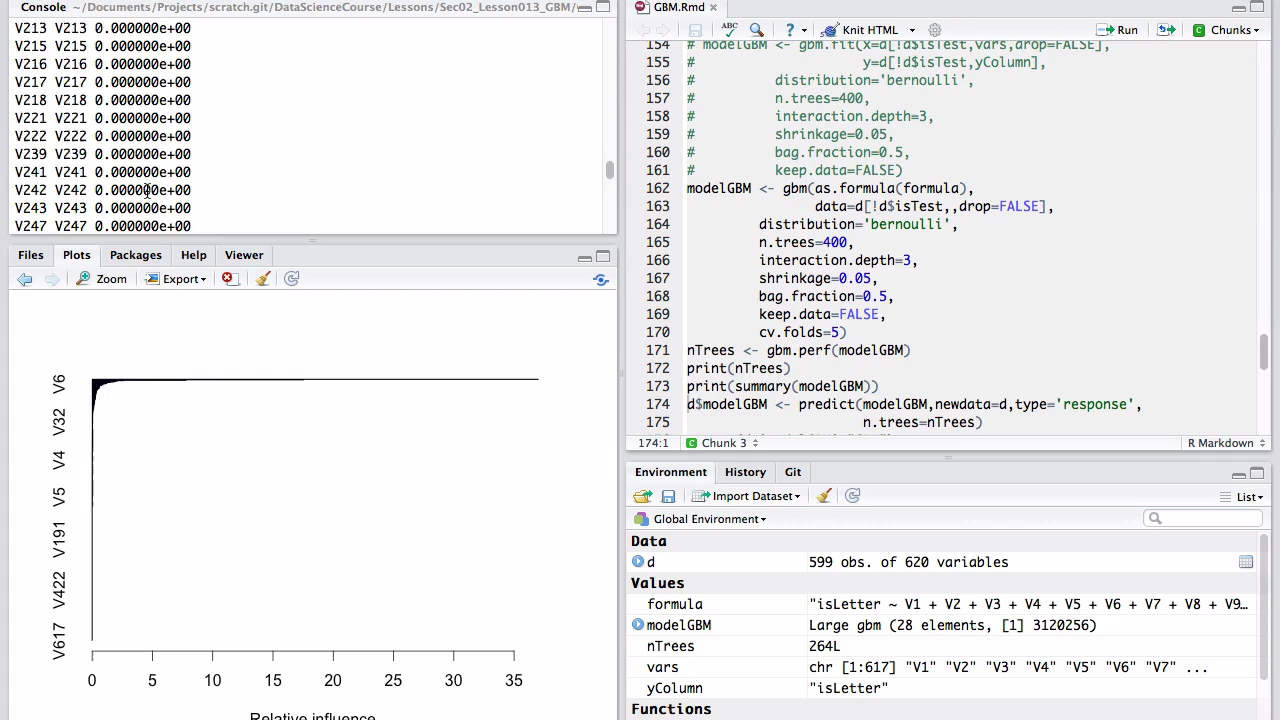 Console ~/Documents/Projects/scratch.git/DataScienceCourse/Lessons/Sec02_Lesson013_GBM/
V213 V213 0.000000e+00
V215 V215 0.000000e+00
V216 V216 0.000000e+00
V217 V217 0.000000e+00
V218 V218 0.000000e+00
V221 V221 0.000000e+00
V222 V222 0.000000e+00
V239 V239 0.000000e+00
V241 V241 0.000000e+00
V242 V242 0.000000e+00
V243 V243 0.000000e+00
V247 V247 0.000000e+00
Files Plots Packages Help Viewer
Zoom Export
V6
V32
V4
V5
V191
V422
V617
0 5 10 15 20 25 30 35
Relative influence
GBM.Rmd
ABC ? Knit HTML Run Chunks
154 # modelGBM <- gbm.fit(x=d[!d$isTest,vars,drop=FALSE],
155 # y=d[!d$isTest,yColumn],
156 # distribution='bernoulli',
157 # n.trees=400,
158 # interaction.depth=3,
159 # shrinkage=0.05,
160 # bag.fraction=0.5,
161 # keep.data=FALSE)
162 modelGBM <- gbm(as.formula(formula),
163 data=d[!d$isTest,,drop=FALSE],
164 distribution='bernoulli',
165 n.trees=400,
166 interaction.depth=3,
167 shrinkage=0.05,
168 bag.fraction=0.5,
169 keep.data=FALSE,
170 cv.folds=5)
171 nTrees <- gbm.perf(modelGBM)
172 print(nTrees)
173 print(summary(modelGBM))
174 d$modelGBM <- predict(modelGBM,newdata=d,type='response',
175 n.trees=nTrees)
174:1 C Chunk 3 R Markdown
Environment History Git
Import Dataset List
Global Environment
Data
d 599 obs. of 620 variables
Values
formula "isLetter ~ V1 + V2 + V3 + V4 + V5 + V6 + V7 + V8 + V9…
modelGBM Large gbm (28 elements, [1] 3120256)
nTrees 264L
vars chr [1:617] "V1" "V2" "V3" "V4" "V5" "V6" "V7" ...
yColumn "isLetter"
Functions